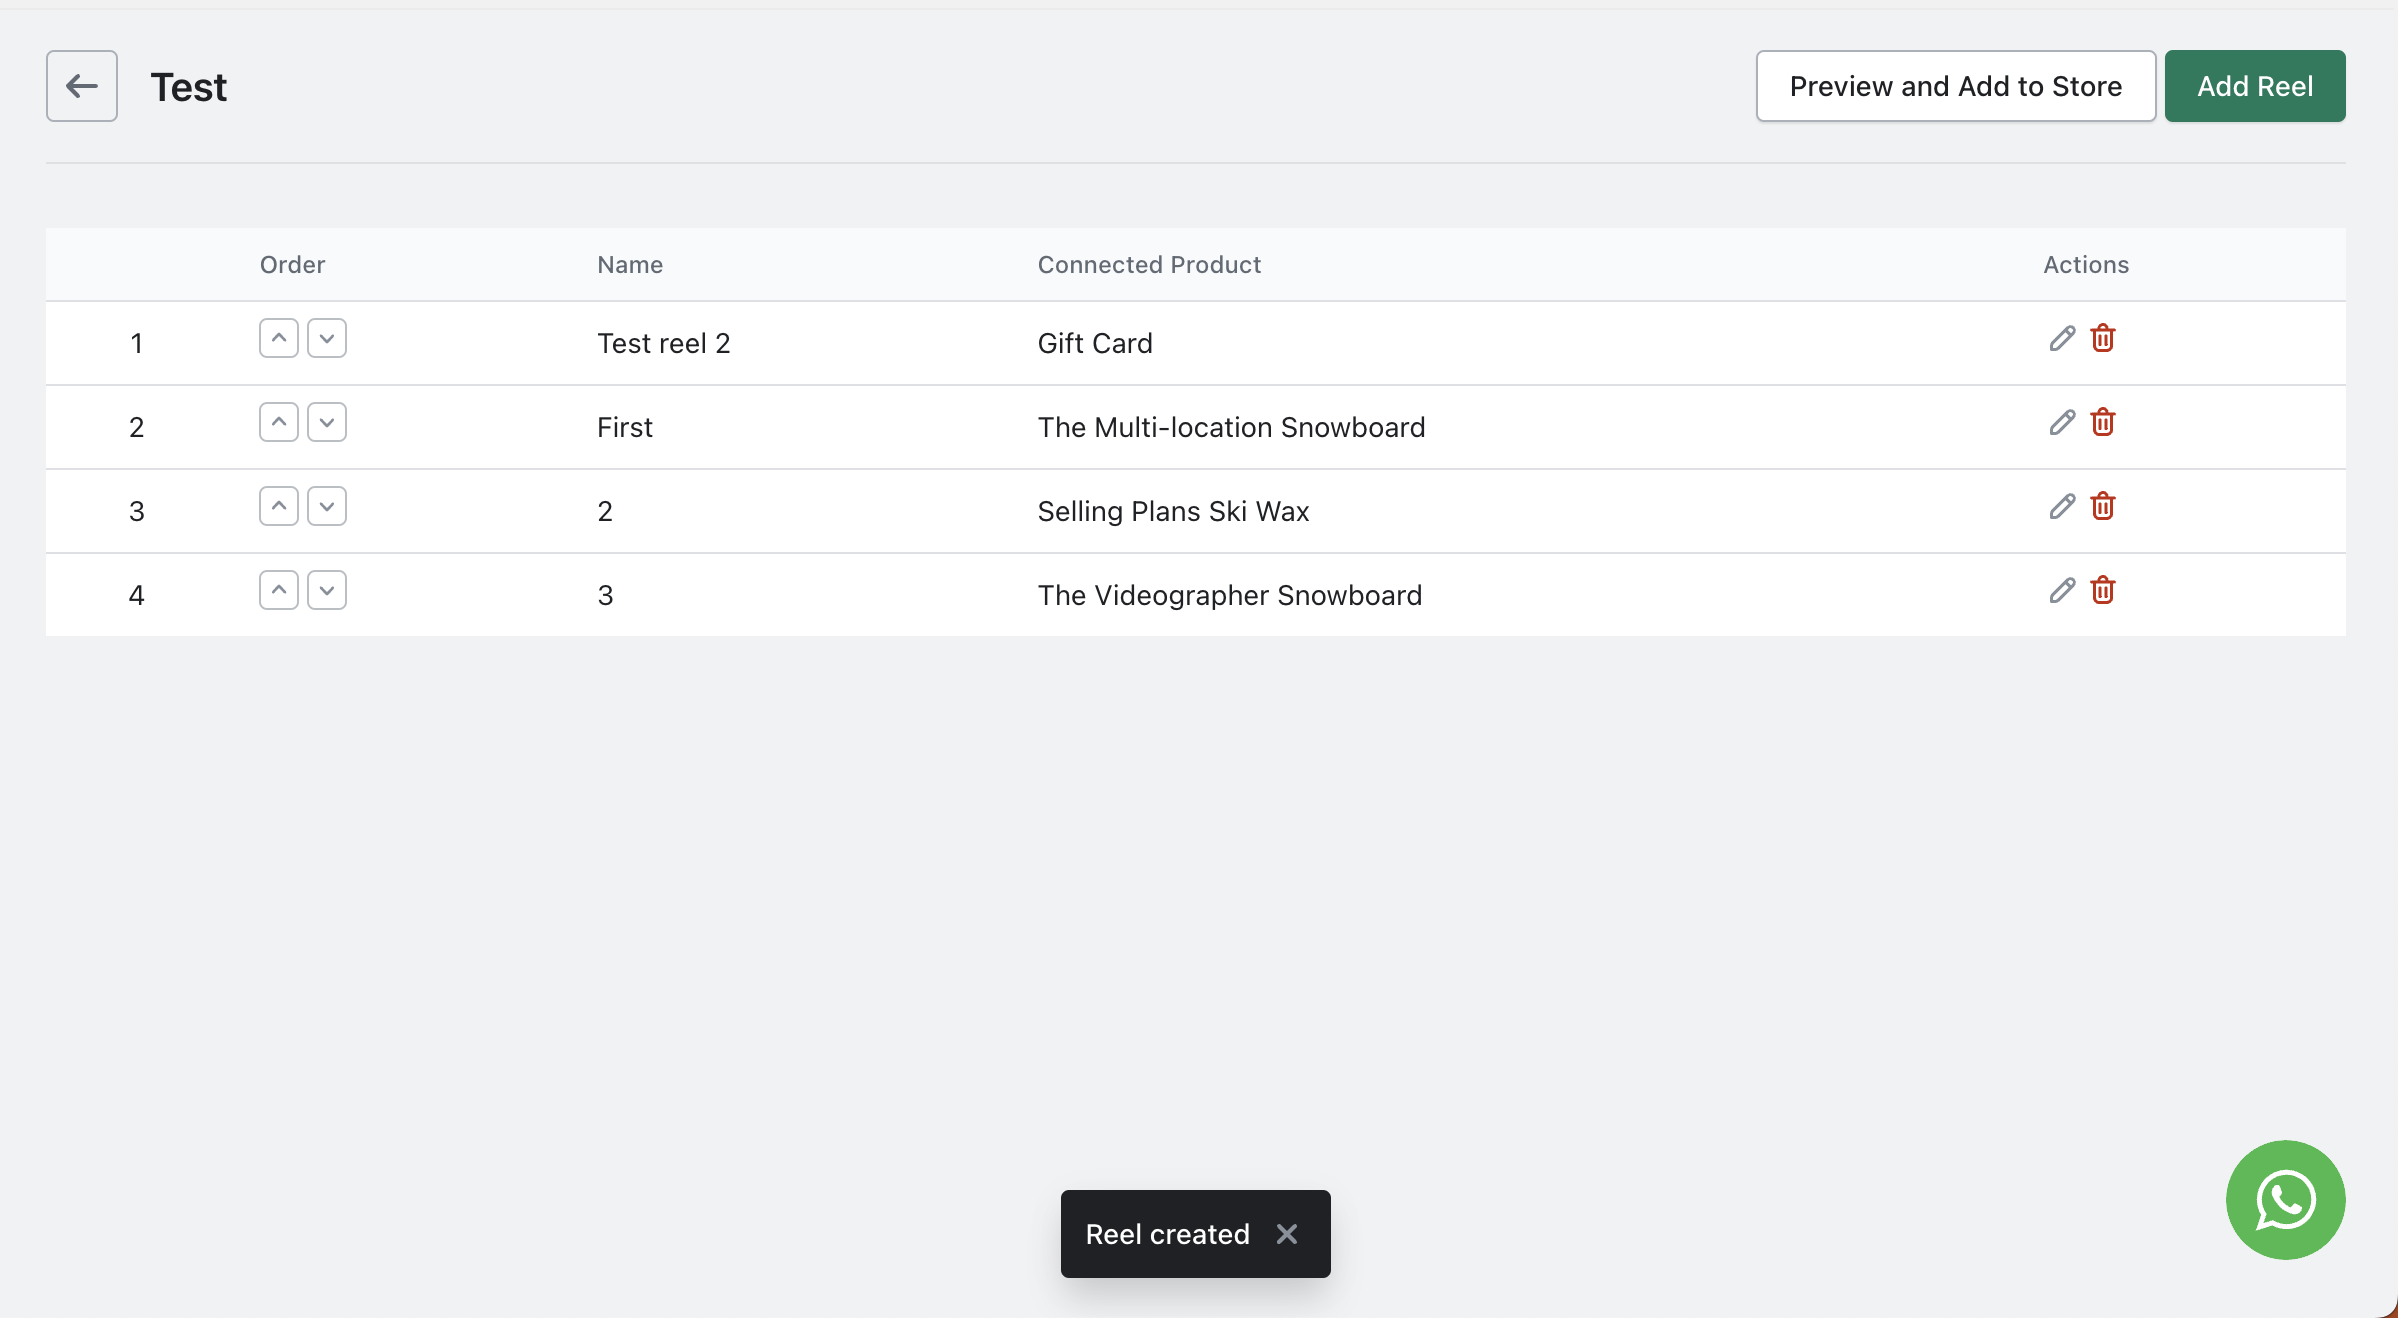 Test
Preview and Add to Store
Add Reel
Order Name Connected Product Actions
1 Test reel 2 Gift Card
2 First The Multi-location Snowboard
3 2 Selling Plans Ski Wax
4 3 The Videographer Snowboard
Reel created